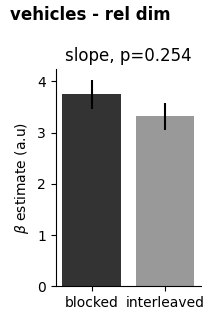 vehicles - rel dim
slope, p=0.254
4
3
2
1
0
β estimate (a.u)
blocked interleaved